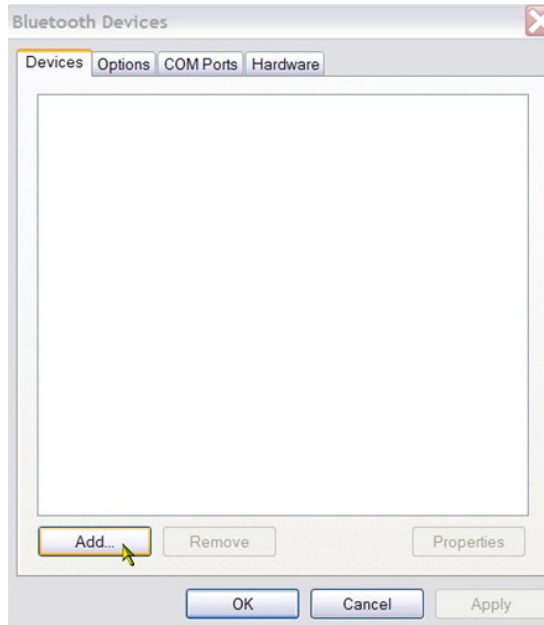 Bluetooth Devices
Devices Options COM Ports Hardware
Add... Remove Properties
OK Cancel Apply